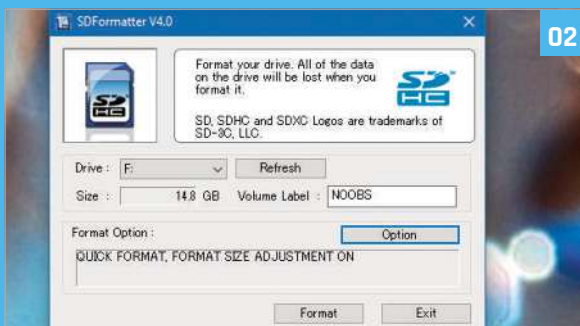 SDFormatter V4.0
02
Format your drive. All of the data
on the drive will be lost when you
format it.
SD, SDHC and SDXC Logos are trademarks of
SD-3C, LLC.
SD
HC
SD
HC
Drive : F: Refresh
Size : 14.8 GB Volume Label : NOOBS
Format Option :
Option
QUICK FORMAT, FORMAT SIZE ADJUSTMENT ON
Format Exit